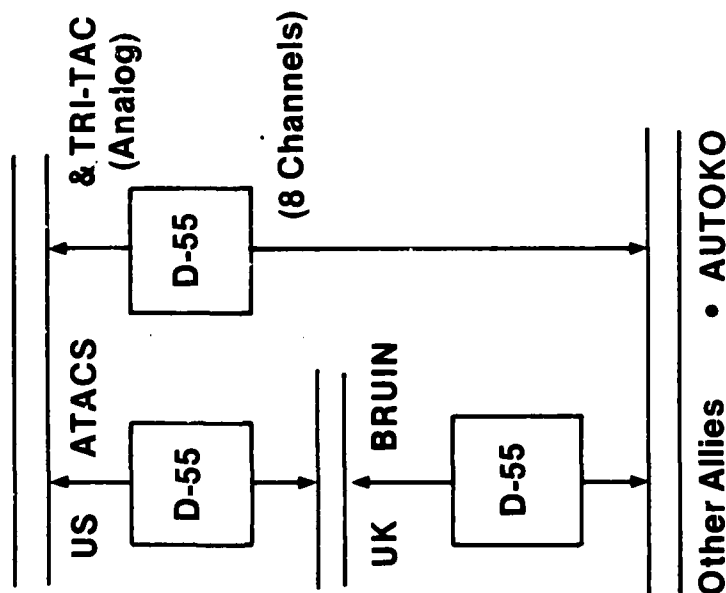 US ATACS & TRI-TAC
(Analog)
D-55
D-55
(8 Channels)
UK BRUIN
D-55
Other Allies • AUTOKO